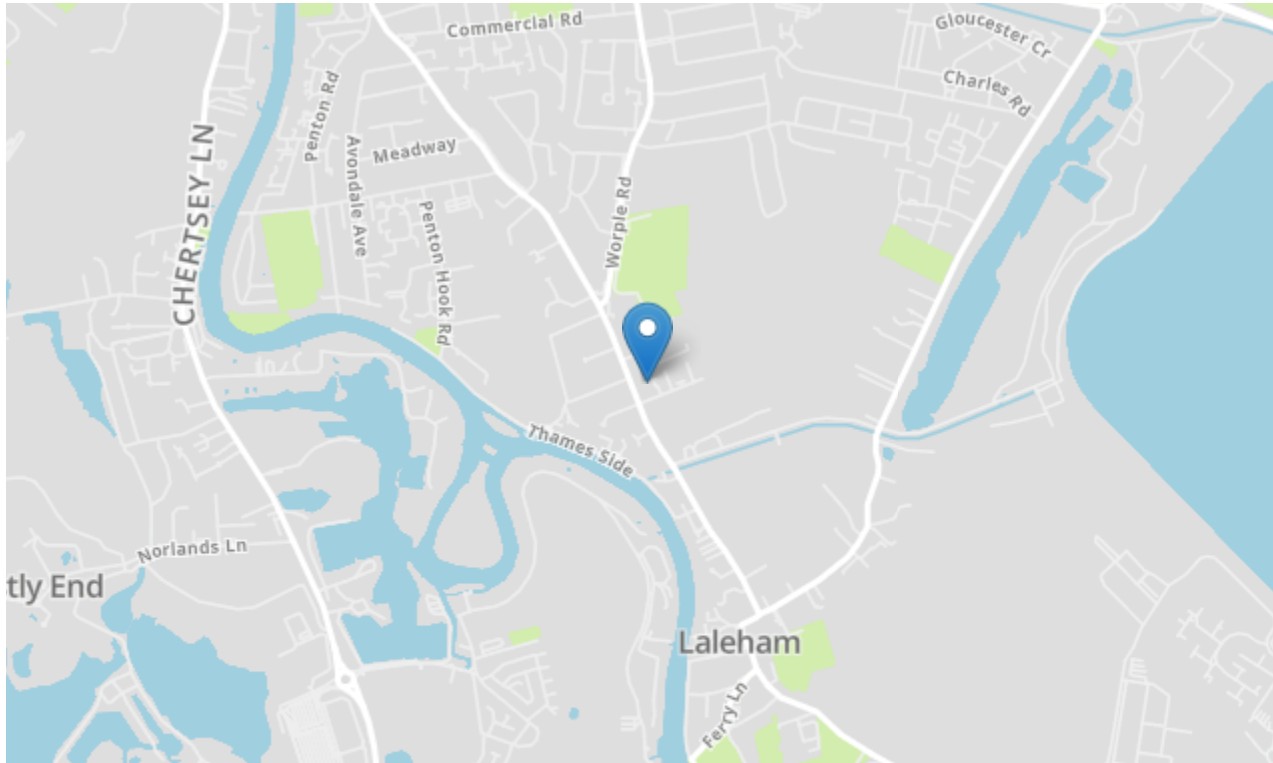 Commercial Rd
Gloucester Cr
Charles Rd
Penton Rd
Meadway
Avondale Ave
CHERTSEY LN
Worple Rd
Penton Hook Rd
Thames Side
Norlands Ln
tly End
Laleham
Ferry Ln